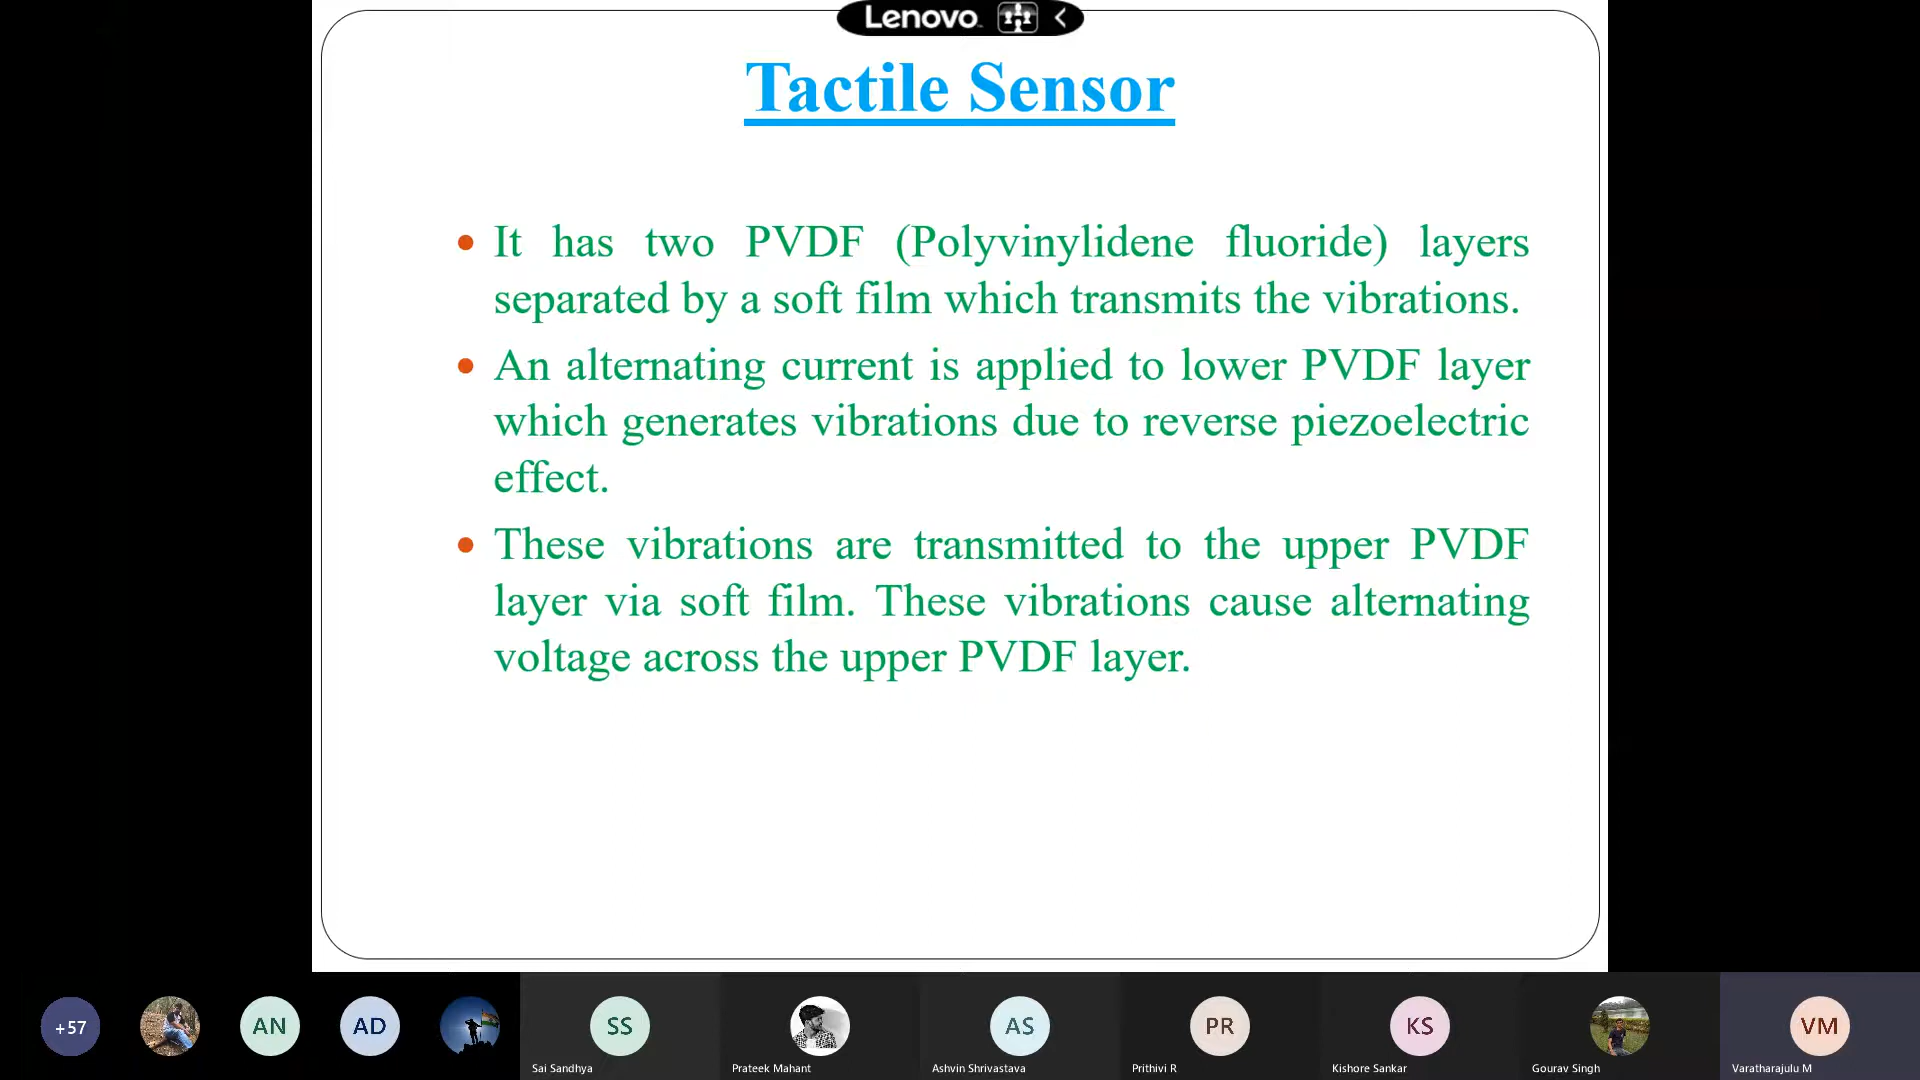 Lenovo
Tactile Sensor
• It has two PVDF (Polyvinylidene fluoride) layers
separated by a soft film which transmits the vibrations.
• An alternating current is applied to lower PVDF layer
which generates vibrations due to reverse piezoelectric
effect.
• These vibrations are transmitted to the upper PVDF
layer via soft film. These vibrations cause alternating
voltage across the upper PVDF layer.
+57
AN
AD
SS
AS
PR
KS
VM
Sai Sandhya
Prateek Mahant
Ashvin Shrivastava
Prithivi R
Kishore Sankar
Gourav Singh
Varatharajulu M